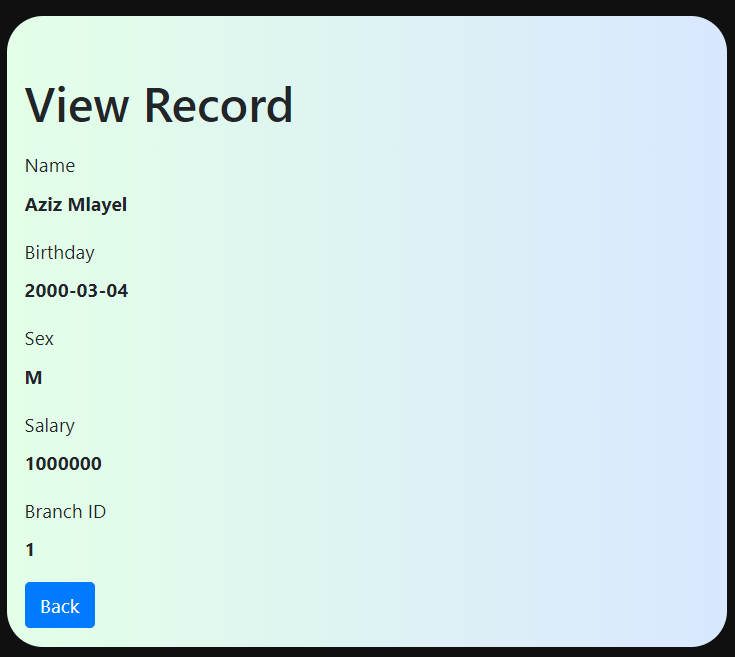 View Record
Name
Aziz Mlayel
Birthday
2000-03-04
Sex
M
Salary
1000000
Branch ID
1
Back